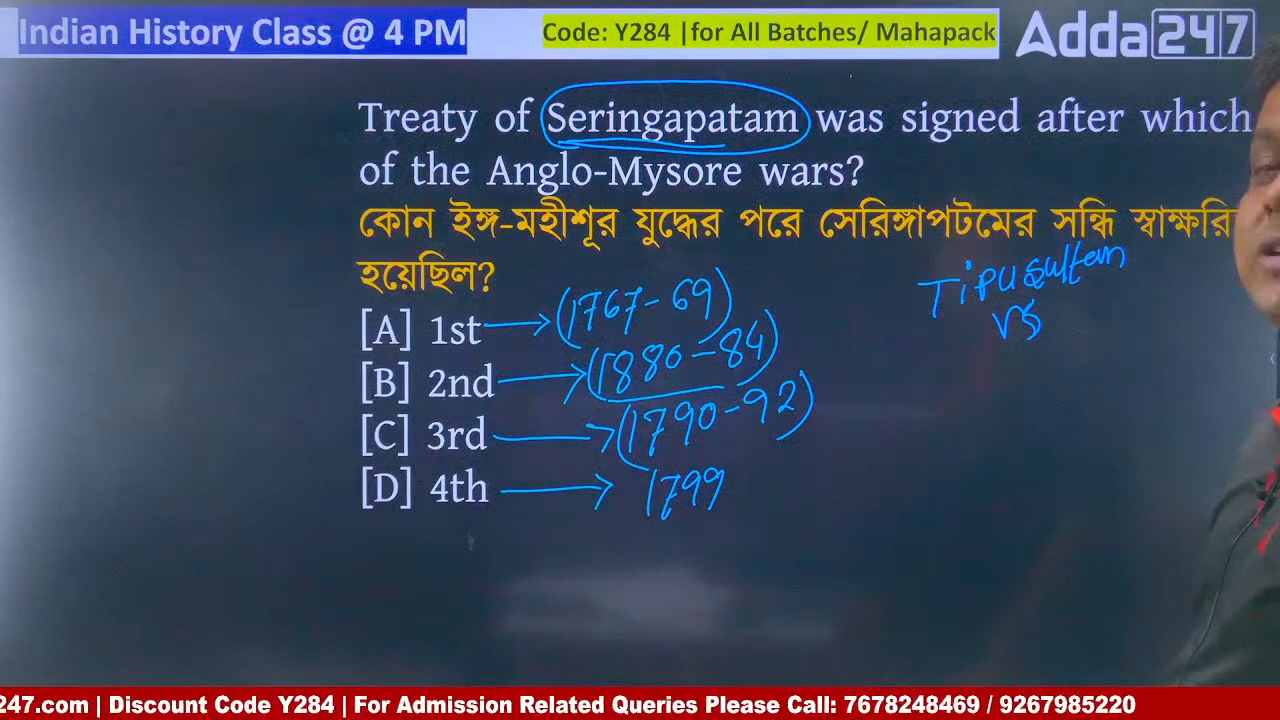 Indian History Class @ 4 PM
Code: Y284 |for All Batches/ Mahapack
Adda247
Treaty of Seringapatam was signed after which
of the Anglo-Mysore wars?
কোন ইঙ্গ-মহীশূর যুদ্ধের পরে সেরিঙ্গাপটমের সন্ধি স্বাক্ষরি
হয়েছিল?
Tipu Sultan
VS
[A] 1st → (1767-69)
[B] 2nd → (1880-84)
[C] 3rd → (1790-92)
[D] 4th → 1799
247.com | Discount Code Y284 | For Admission Related Queries Please Call: 7678248469 / 9267985220